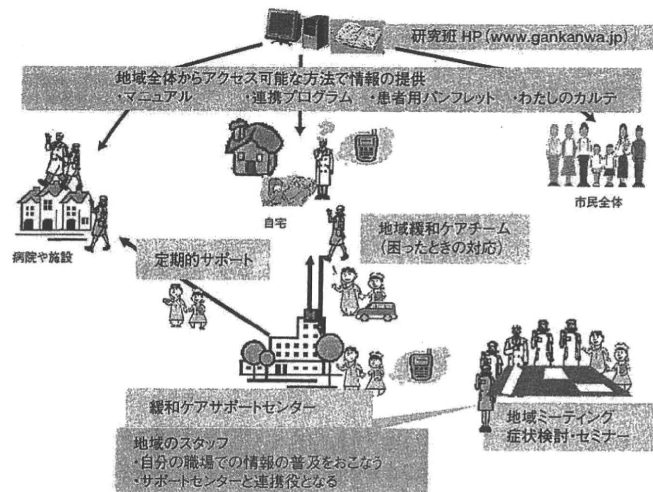 研究班 HP(www.gankanwa.jp)
地域全体からアクセス可能な方法で情報の提供
・マニュアル ・連携プログラム ・患者用パンフレット ・わたしのカルテ
病院や施設
自宅
市民全体
定期的サポート
地域緩和ケアチーム
(困ったときの対応)
緩和ケアサポートセンター
地域のスタッフ
・自分の職場での情報の普及をおこなう
・サポートセンターと連携役となる
地域ミーティング
症状検討・セミナー